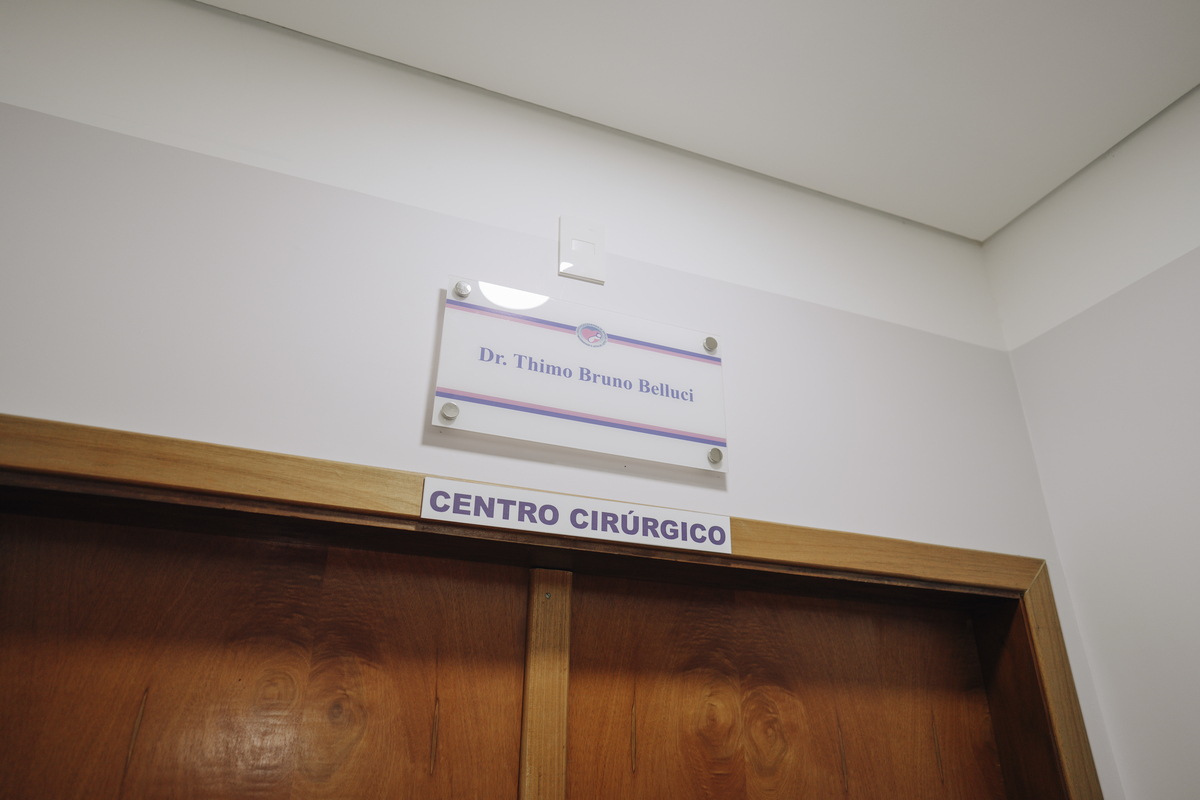 Dr. Thimo Bruno Belluci
CENTRO CIRÚRGICO